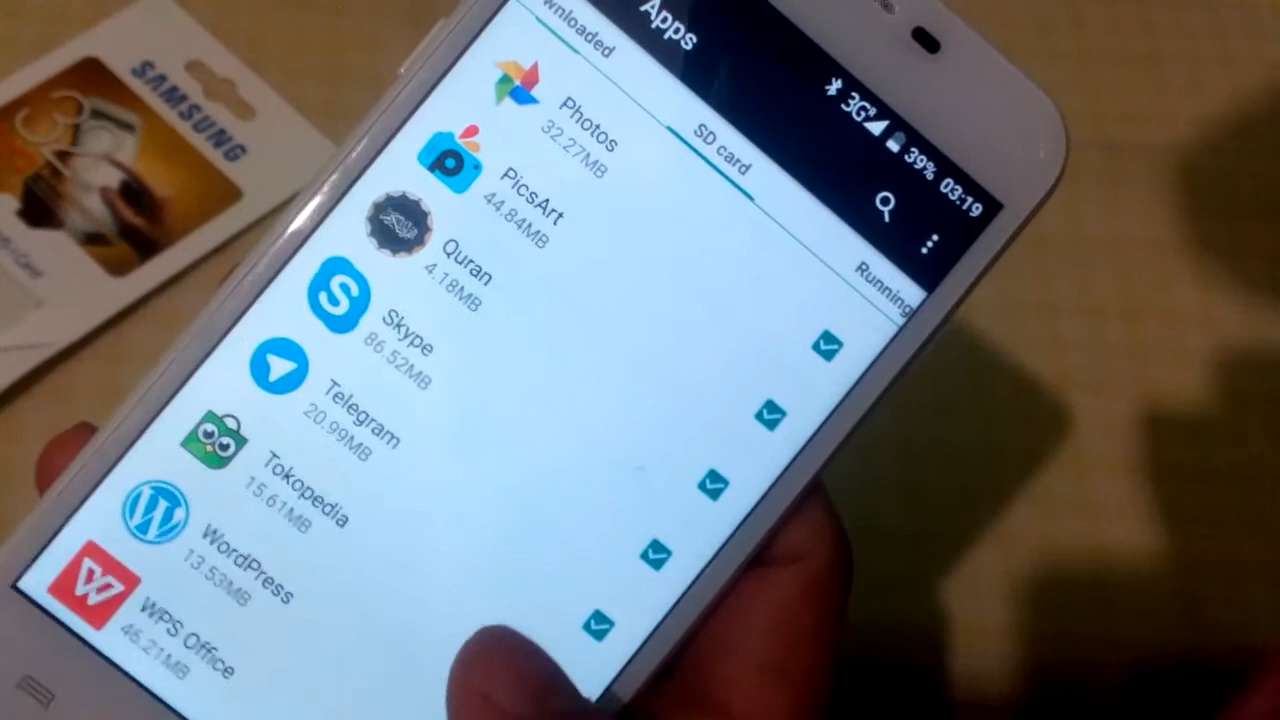 SAMSUNG
3G 39% 03:19
Apps
wnloaded
SD card
Running
Photos
32.27MB
PicsArt
44.84MB
Quran
4.18MB
Skype
86.52MB
Telegram
20.99MB
Tokopedia
15.61MB
WordPress
13.53MB
WPS Office
46.21MB